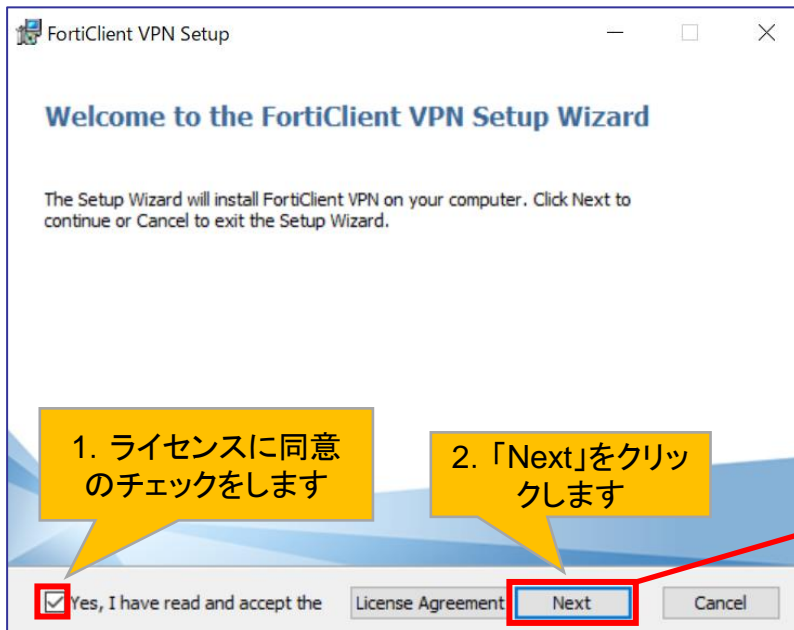 FortiClient VPN Setup
Welcome to the FortiClient VPN Setup Wizard
The Setup Wizard will install FortiClient VPN on your computer. Click Next to
continue or Cancel to exit the Setup Wizard.
1. ライセンスに同意
のチェックをします
2.「Next」をクリッ
クします
Yes, I have read and accept the
License Agreement
Next
Cancel